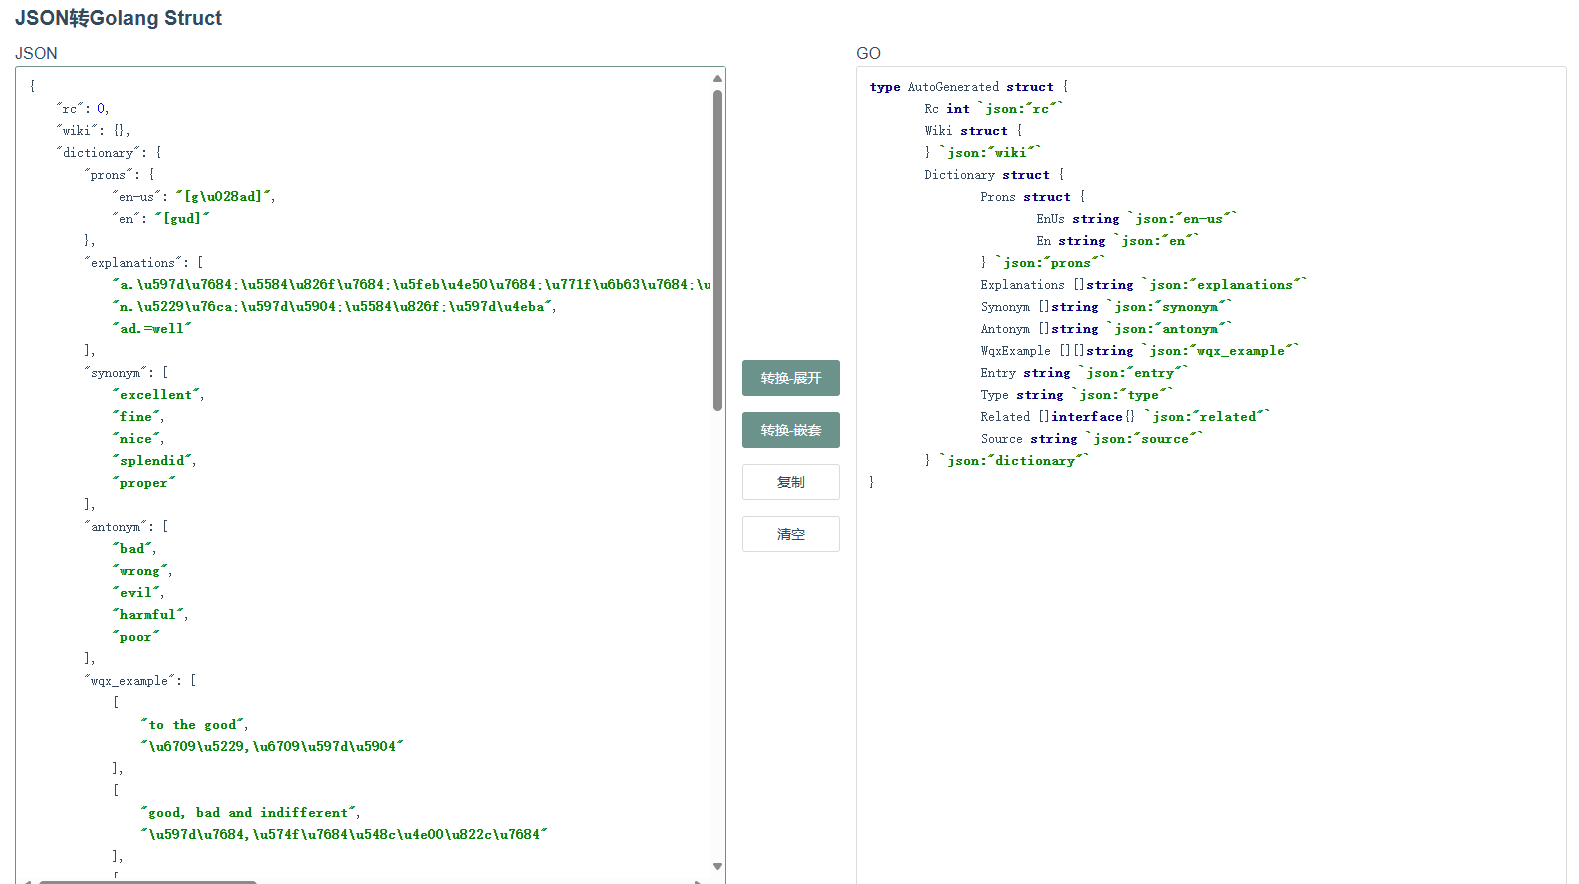 JSON转Golang Struct
JSON
{
"rc": 0,
"wiki": {},
"dictionary": {
"prons": {
"en-us": "[g\u028ad]",
"en": "[gud]"
},
"explanations": [
"a.\u597d\u7684;\u5584\u826f\u7684;\u5feb\u4e50\u7684;\u771f\u6b63\u7684;\u
"n.\u5229\u76ca;\u597d\u5904;\u5584\u826f;\u597d\u4eba",
"ad.=well"
],
"synonym": [
"excellent",
"fine",
"nice",
"splendid",
"proper"
],
"antonym": [
"bad",
"wrong",
"evil",
"harmful",
"poor"
],
"wqx_example": [
[
"to the good",
"\u6709\u5229,\u6709\u597d\u5904"
],
[
"good, bad and indifferent",
"\u597d\u7684,\u574f\u7684\u548c\u4e00\u822c\u7684"
],
[
转换-展开
转换-嵌套
复制
清空
GO
type AutoGenerated struct {
Rc int `json:"rc"`
Wiki struct {
} `json:"wiki"`
Dictionary struct {
Prons struct {
EnUs string `json:"en-us"`
En string `json:"en"`
} `json:"prons"`
Explanations []string `json:"explanations"`
Synonym []string `json:"synonym"`
Antonym []string `json:"antonym"`
WqxExample [][]string `json:"wqx_example"`
Entry string `json:"entry"`
Type string `json:"type"`
Related []interface{} `json:"related"`
Source string `json:"source"`
} `json:"dictionary"`
}